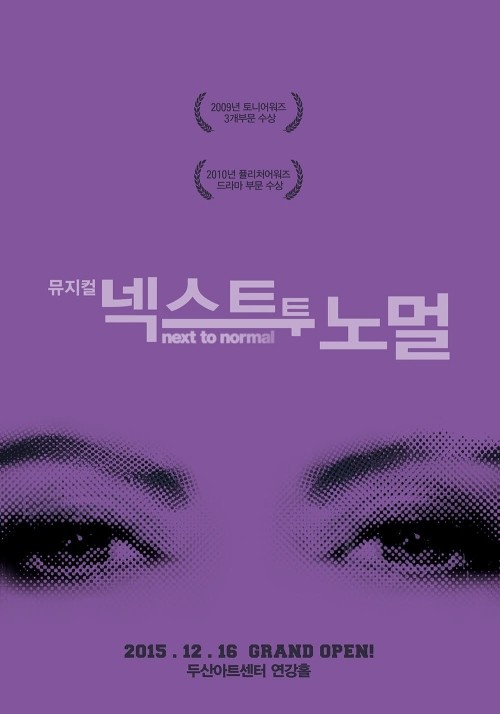 2009년 토니어워즈
3개부문 수상
2010년 퓰리처어워즈
드라마 부문 수상
뮤지컬 넥스트 투 노멀
next to normal
2015 . 12 . 16 GRAND OPEN!
두산아트센터 연강홀